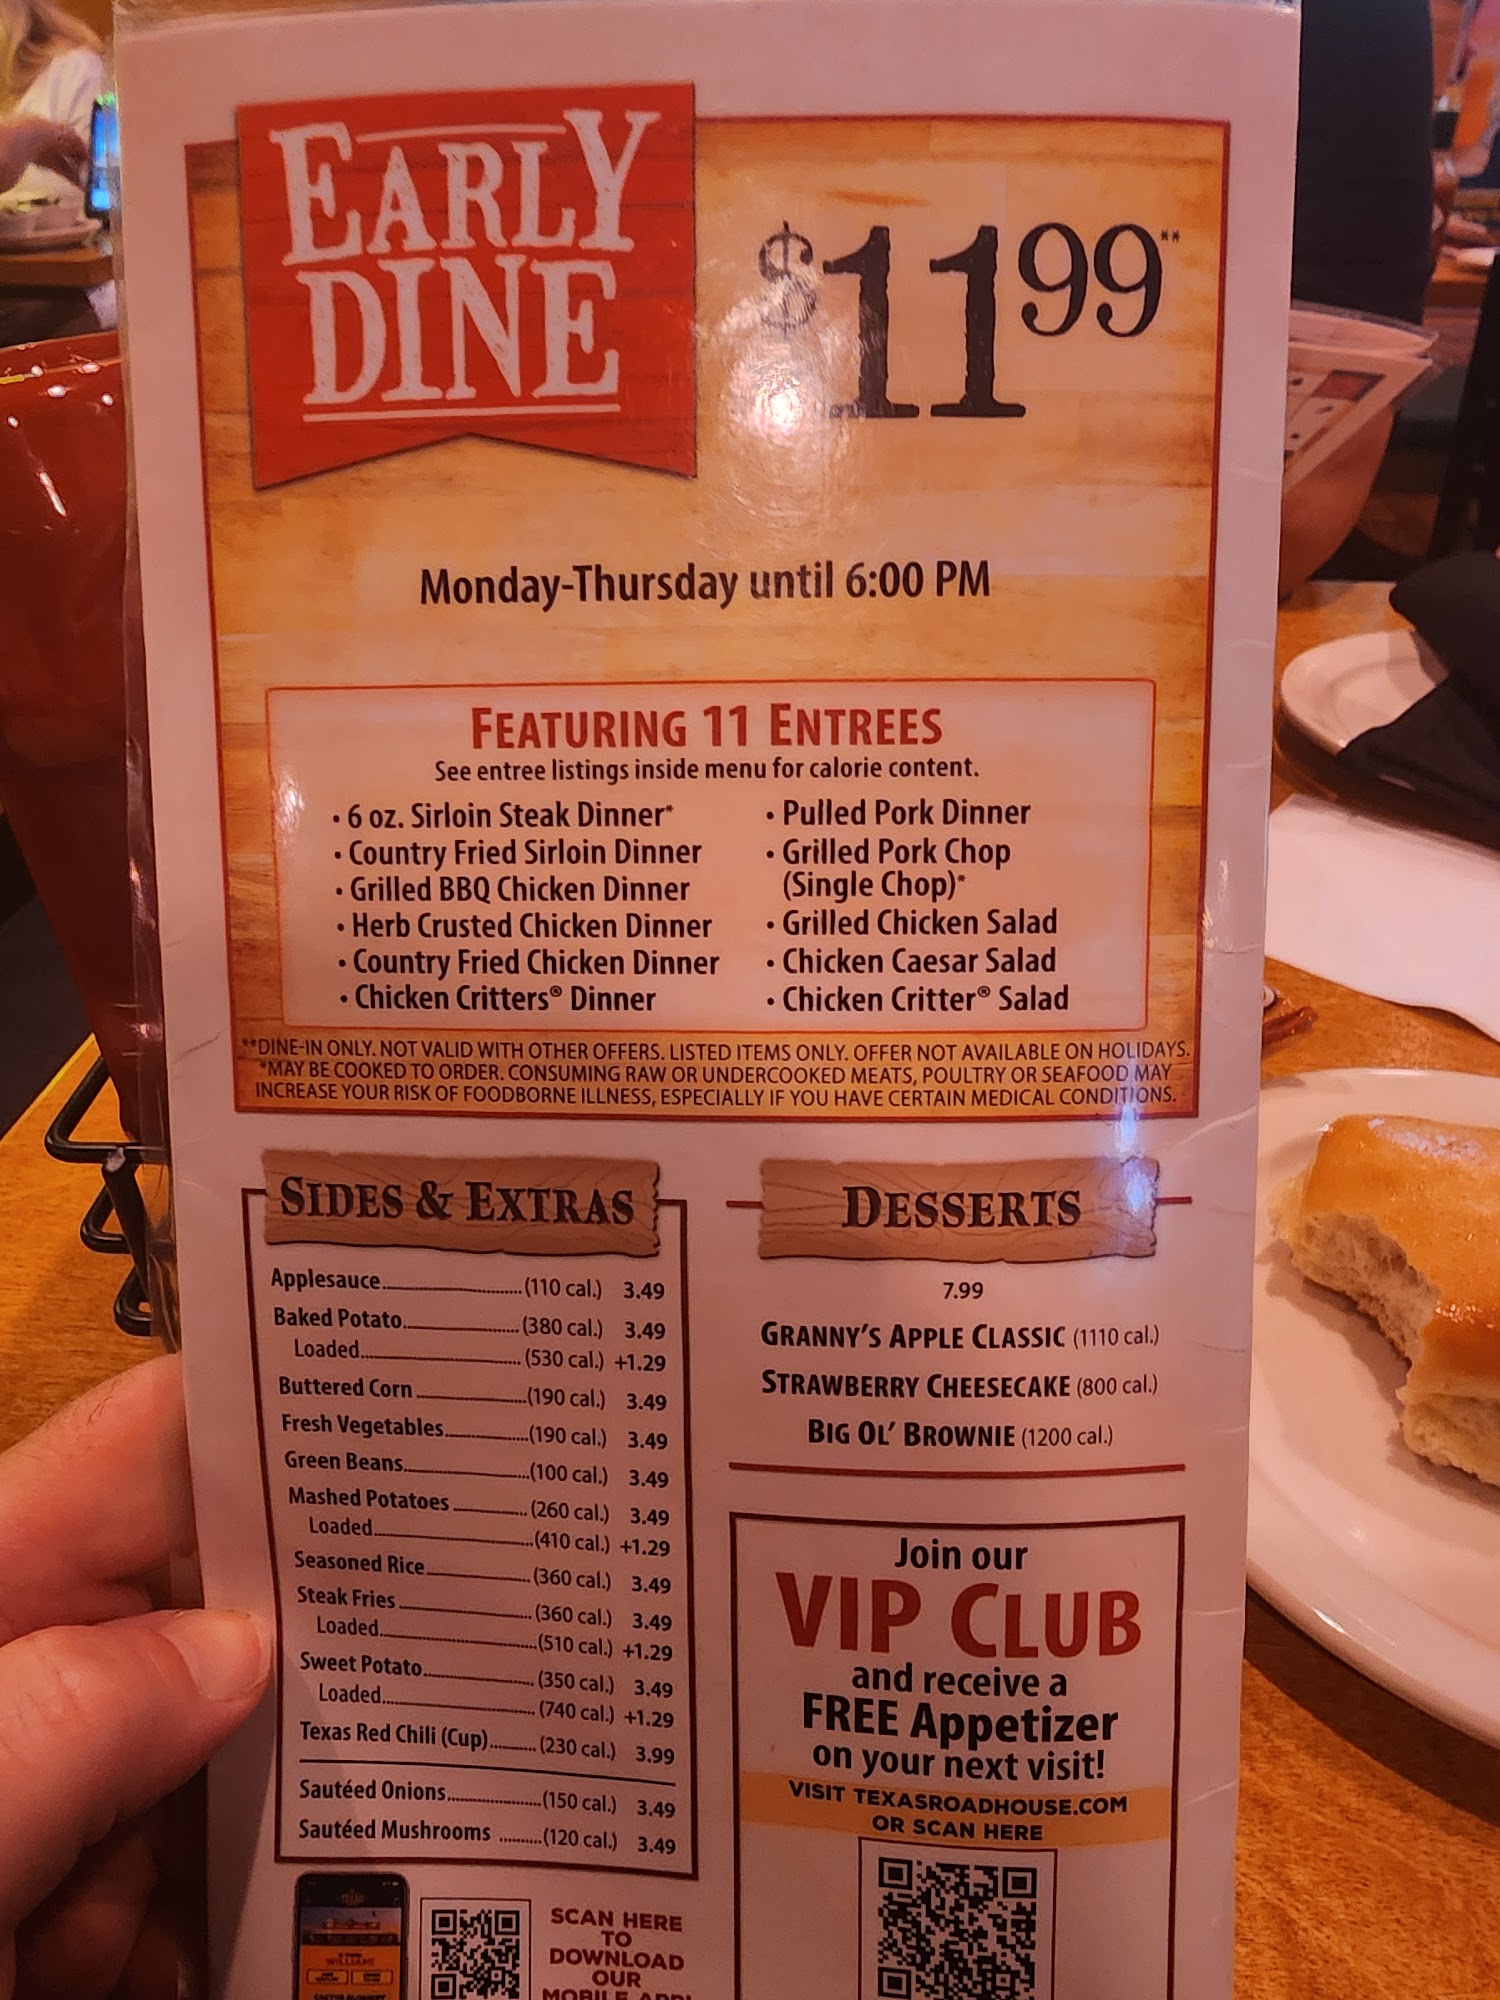 EARLY
DINE
$11.99**
Monday-Thursday until 6:00 PM
FEATURING 11 ENTREES
See entree listings inside menu for calorie content.
• 6 oz. Sirloin Steak Dinner*
• Country Fried Sirloin Dinner
• Grilled BBQ Chicken Dinner
• Herb Crusted Chicken Dinner
• Country Fried Chicken Dinner
• Chicken Critters® Dinner
• Pulled Pork Dinner
• Grilled Pork Chop
(Single Chop)*
• Grilled Chicken Salad
• Chicken Caesar Salad
• Chicken Critter® Salad
**DINE-IN ONLY. NOT VALID WITH OTHER OFFERS. LISTED ITEMS ONLY. OFFER NOT AVAILABLE ON HOLIDAYS.
*MAY BE COOKED TO ORDER. CONSUMING RAW OR UNDERCOOKED MEATS, POULTRY OR SEAFOOD MAY
INCREASE YOUR RISK OF FOODBORNE ILLNESS, ESPECIALLY IF YOU HAVE CERTAIN MEDICAL CONDITIONS.
SIDES & EXTRAS
Applesauce (110 cal.) 3.49
Baked Potato (380 cal.) 3.49
Loaded (530 cal.) +1.29
Buttered Corn (190 cal.) 3.49
Fresh Vegetables (190 cal.) 3.49
Green Beans (100 cal.) 3.49
Mashed Potatoes (260 cal.) 3.49
Loaded (410 cal.) +1.29
Seasoned Rice (360 cal.) 3.49
Steak Fries (360 cal.) 3.49
Loaded (510 cal.) +1.29
Sweet Potato (350 cal.) 3.49
Loaded (740 cal.) +1.29
Texas Red Chili (Cup) (230 cal.) 3.99
Sautéed Onions (150 cal.) 3.49
Sautéed Mushrooms (120 cal.) 3.49
SCAN HERE
TO
DOWNLOAD
OUR
MOBILE APP!
DESSERTS
7.99
GRANNY'S APPLE CLASSIC (1110 cal.)
STRAWBERRY CHEESECAKE (800 cal.)
BIG OL' BROWNIE (1200 cal.)
Join our
VIP CLUB
and receive a
FREE Appetizer
on your next visit!
VISIT TEXASROADHOUSE.COM
OR SCAN HERE